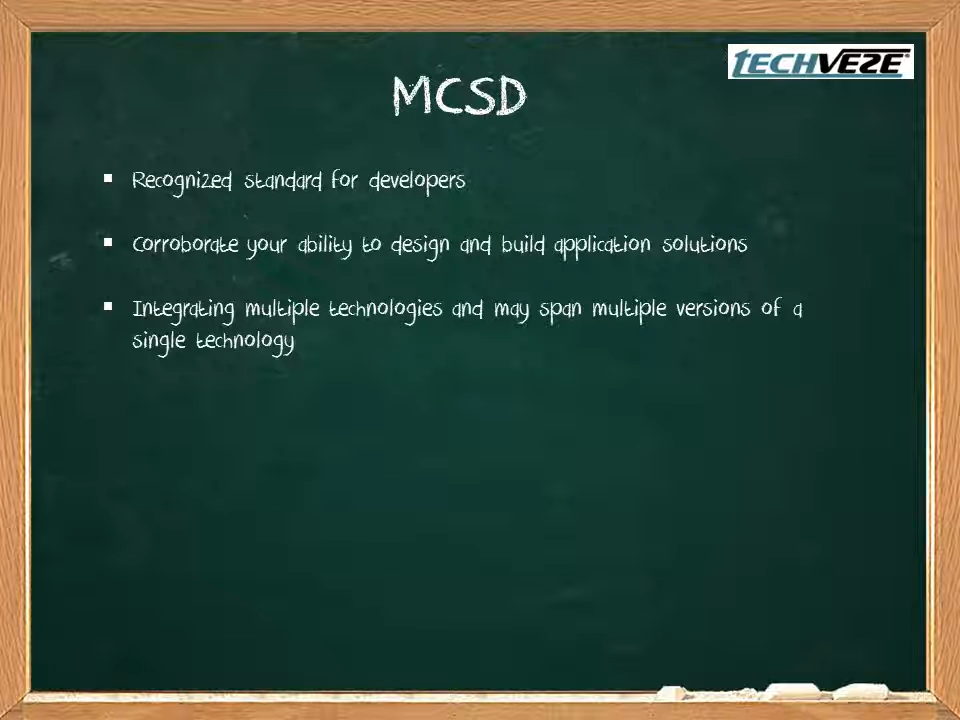 TECHVEZE
MCSD
▪ Recognized standard for developers
▪ Corroborate your ability to design and build application solutions
▪ Integrating multiple technologies and may span multiple versions of a
single technology